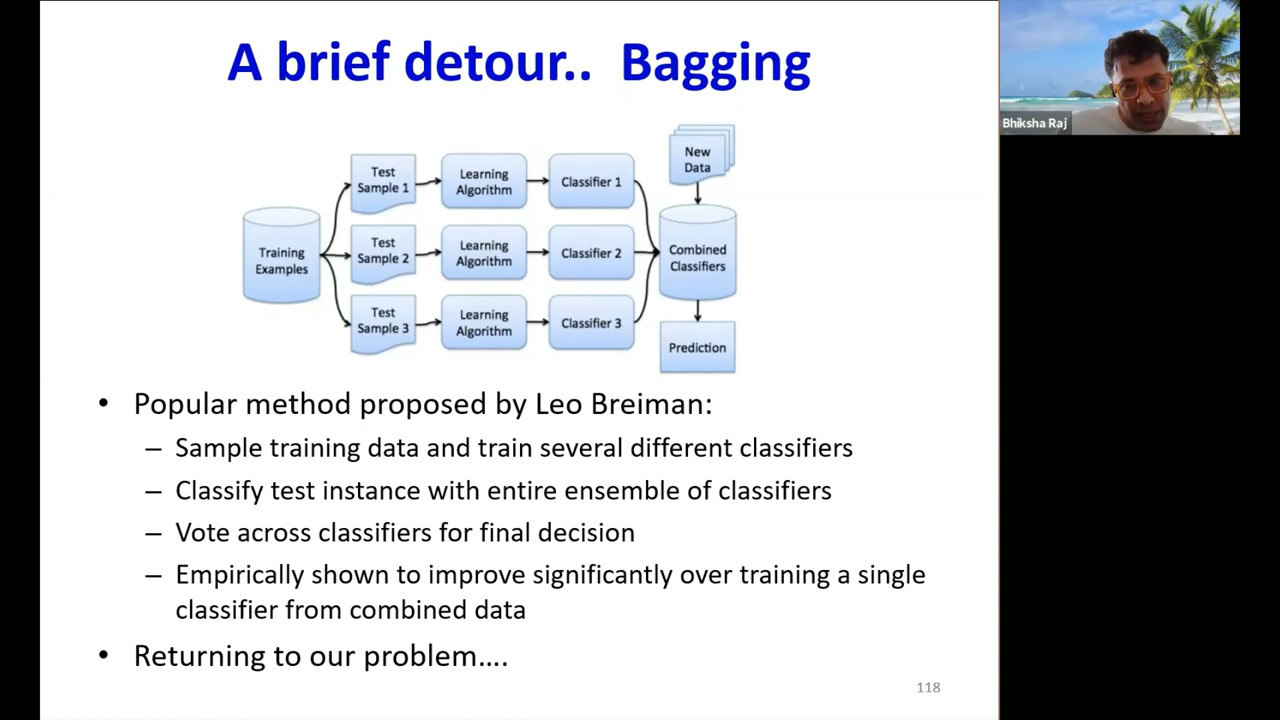 A brief detour.. Bagging
Bhiksha Raj
Test
Sample 1
Learning
Algorithm
Classifier 1
New
Data
Training
Examples
Test
Sample 2
Learning
Algorithm
Classifier 2
Combined
Classifiers
Test
Sample 3
Learning
Algorithm
Classifier 3
Prediction
• Popular method proposed by Leo Breiman:
– Sample training data and train several different classifiers
– Classify test instance with entire ensemble of classifiers
– Vote across classifiers for final decision
– Empirically shown to improve significantly over training a single
classifier from combined data
• Returning to our problem….
118